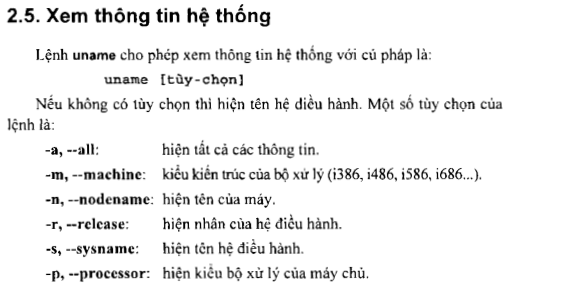 2.5. Xem thông tin hệ thống
Lệnh uname cho phép xem thông tin hệ thống với cú pháp là:
uname [tùy-chọn]
Nếu không có tùy chọn thì hiện tên hệ điều hành. Một số tùy chọn của
lệnh là:
-a, --all: hiện tất cả các thông tin.
-m, --machine: kiểu kiến trúc của bộ xử lý (i386, i486, i586, i686...).
-n, --nodename: hiện tên của máy.
-r, --release: hiện nhân của hệ điều hành.
-s, --sysname: hiện tên hệ điều hành.
-p, --processor: hiện kiểu bộ xử lý của máy chủ.